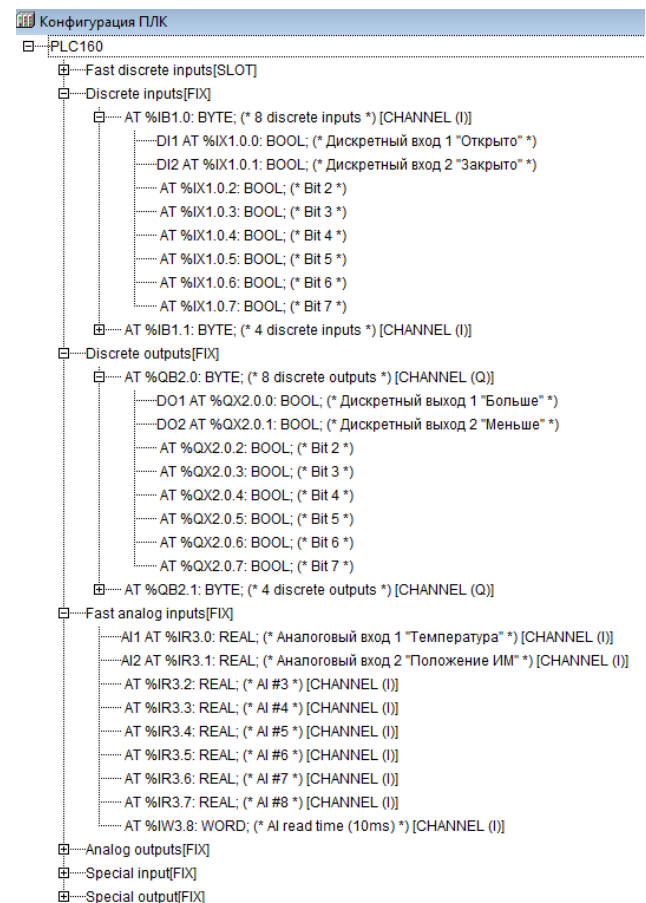 Конфигурация ПЛК
PLC160
Fast discrete inputs[SLOT]
Discrete inputs[FIX]
AT %IB1.0: BYTE; (* 8 discrete inputs *) [CHANNEL (I)]
DI1 AT %IX1.0.0: BOOL; (* Дискретный вход 1 "Открыто" *)
DI2 AT %IX1.0.1: BOOL; (* Дискретный вход 2 "Закрыто" *)
AT %IX1.0.2: BOOL; (* Bit 2 *)
AT %IX1.0.3: BOOL; (* Bit 3 *)
AT %IX1.0.4: BOOL; (* Bit 4 *)
AT %IX1.0.5: BOOL; (* Bit 5 *)
AT %IX1.0.6: BOOL; (* Bit 6 *)
AT %IX1.0.7: BOOL; (* Bit 7 *)
AT %IB1.1: BYTE; (* 4 discrete inputs *) [CHANNEL (I)]
Discrete outputs[FIX]
AT %QB2.0: BYTE; (* 8 discrete outputs *) [CHANNEL (Q)]
DO1 AT %QX2.0.0: BOOL; (* Дискретный выход 1 "Больше" *)
DO2 AT %QX2.0.1: BOOL; (* Дискретный выход 2 "Меньше" *)
AT %QX2.0.2: BOOL; (* Bit 2 *)
AT %QX2.0.3: BOOL; (* Bit 3 *)
AT %QX2.0.4: BOOL; (* Bit 4 *)
AT %QX2.0.5: BOOL; (* Bit 5 *)
AT %QX2.0.6: BOOL; (* Bit 6 *)
AT %QX2.0.7: BOOL; (* Bit 7 *)
AT %QB2.1: BYTE; (* 4 discrete outputs *) [CHANNEL (Q)]
Fast analog inputs[FIX]
AI1 AT %IR3.0: REAL; (* Аналоговый вход 1 "Температура" *) [CHANNEL (I)]
AI2 AT %IR3.1: REAL; (* Аналоговый вход 2 "Положение ИМ" *) [CHANNEL (I)]
AT %IR3.2: REAL; (* AI #3 *) [CHANNEL (I)]
AT %IR3.3: REAL; (* AI #4 *) [CHANNEL (I)]
AT %IR3.4: REAL; (* AI #5 *) [CHANNEL (I)]
AT %IR3.5: REAL; (* AI #6 *) [CHANNEL (I)]
AT %IR3.6: REAL; (* AI #7 *) [CHANNEL (I)]
AT %IR3.7: REAL; (* AI #8 *) [CHANNEL (I)]
AT %IW3.8: WORD; (* AI read time (10ms) *) [CHANNEL (I)]
Analog outputs[FIX]
Special input[FIX]
Special output[FIX]